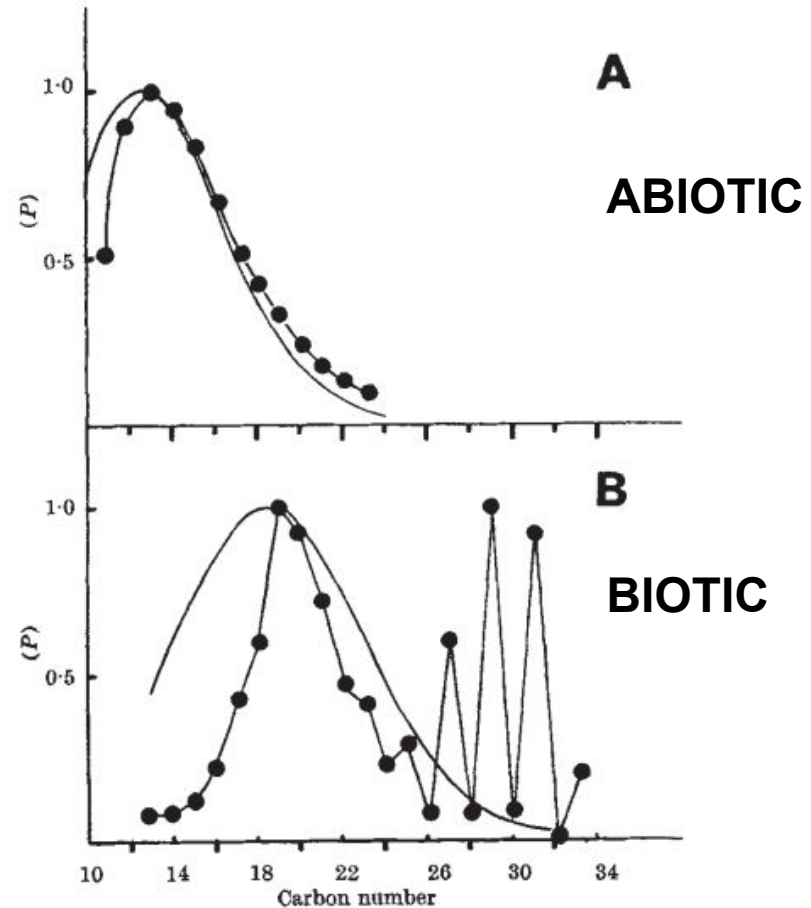 A
1·0
ABIOTIC
(P)
0·5
B
1·0
BIOTIC
(P)
0·5
10 14 18 22 26 30 34
Carbon number